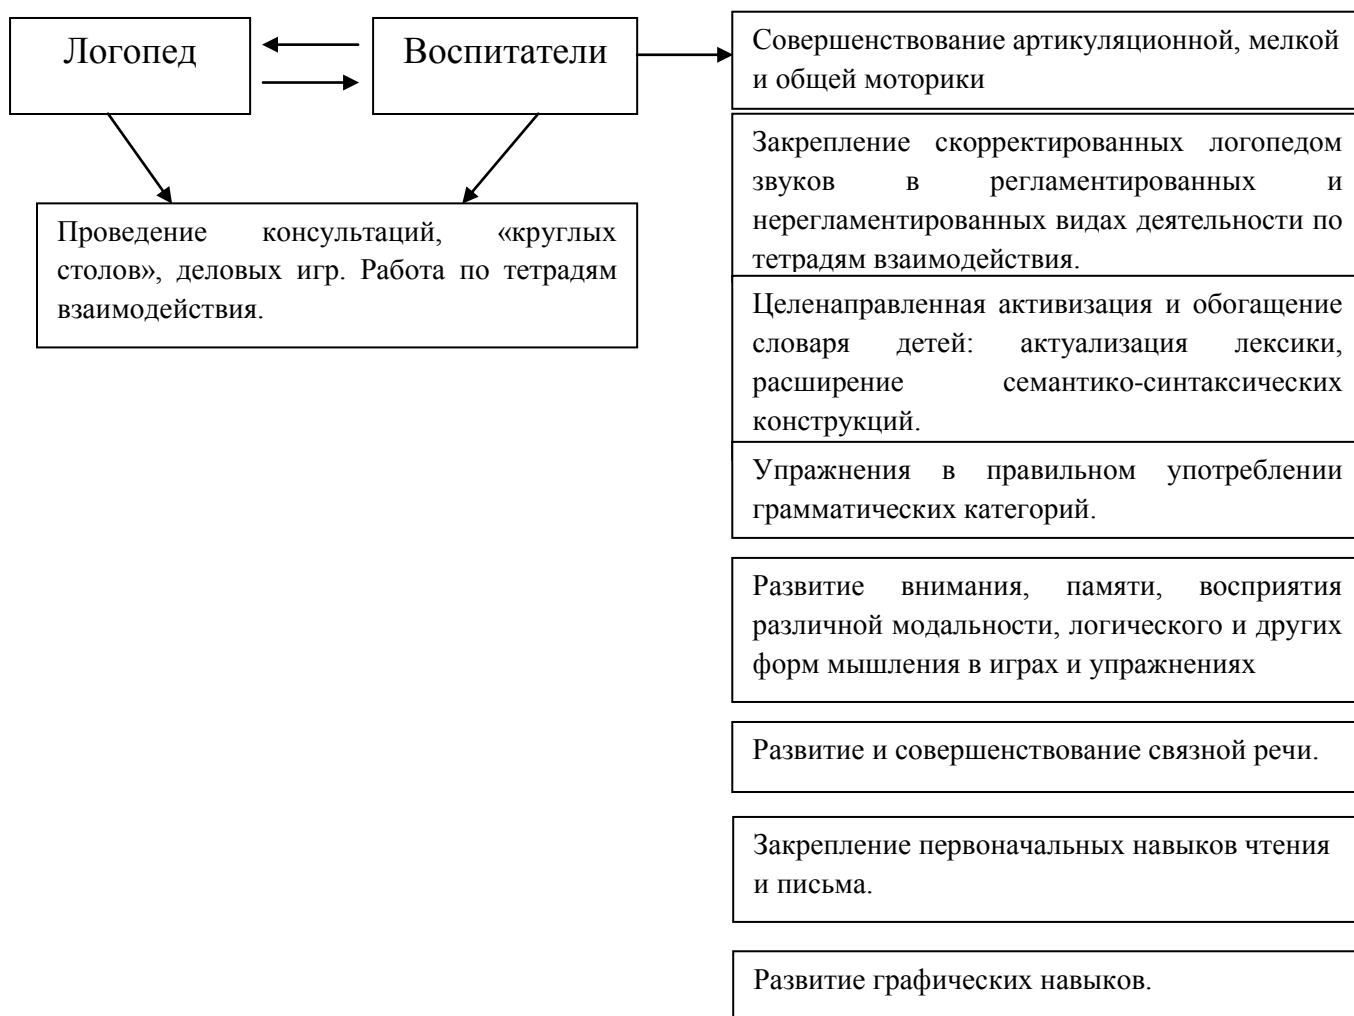 Логопед
Воспитатели
Проведение консультаций, «круглых
столов», деловых игр. Работа по тетрадям
взаимодействия.
Совершенствование артикуляционной, мелкой
и общей моторики
Закрепление скорректированных логопедом
звуков в регламентированных и
нерегламентированных видах деятельности по
тетрадям взаимодействия.
Целенаправленная активизация и обогащение
словаря детей: актуализация лексики,
расширение семантико-синтаксических
конструкций.
Упражнения в правильном употреблении
грамматических категорий.
Развитие внимания, памяти, восприятия
различной модальности, логического и других
форм мышления в играх и упражнениях
Развитие и совершенствование связной речи.
Закрепление первоначальных навыков чтения
и письма.
Развитие графических навыков.